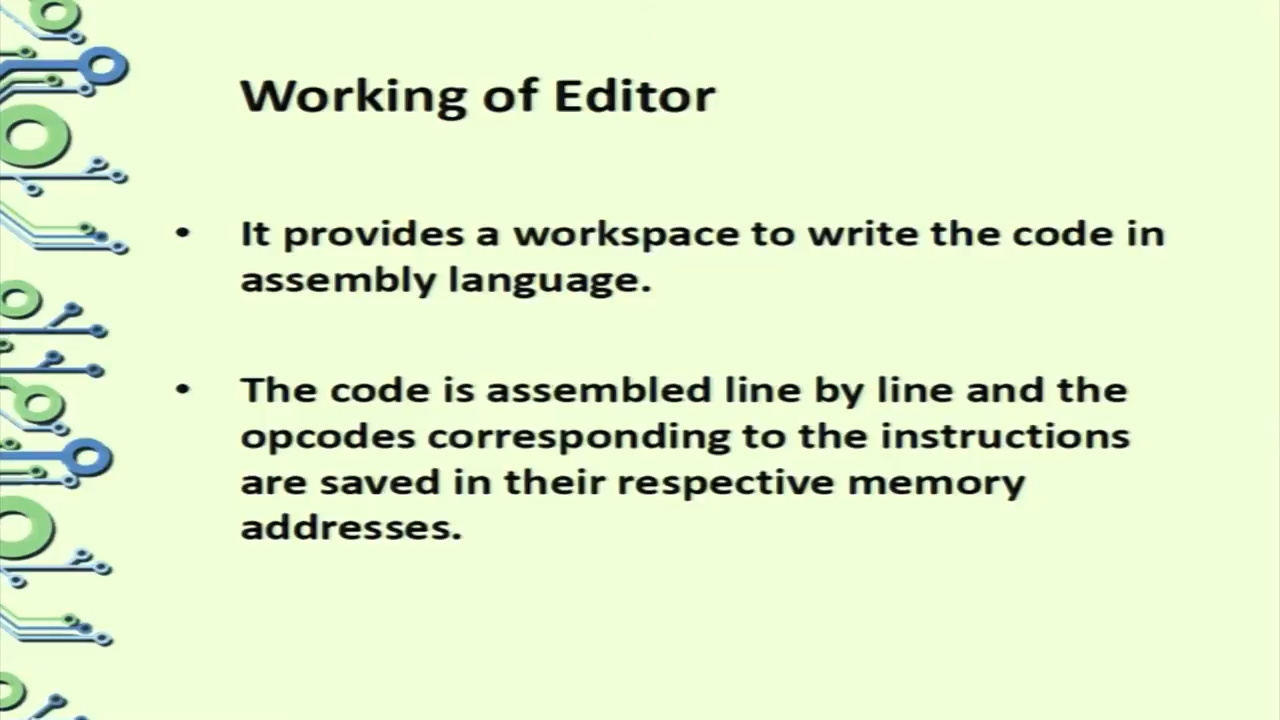 Working of Editor
• It provides a workspace to write the code in
assembly language.
• The code is assembled line by line and the
opcodes corresponding to the instructions
are saved in their respective memory
addresses.